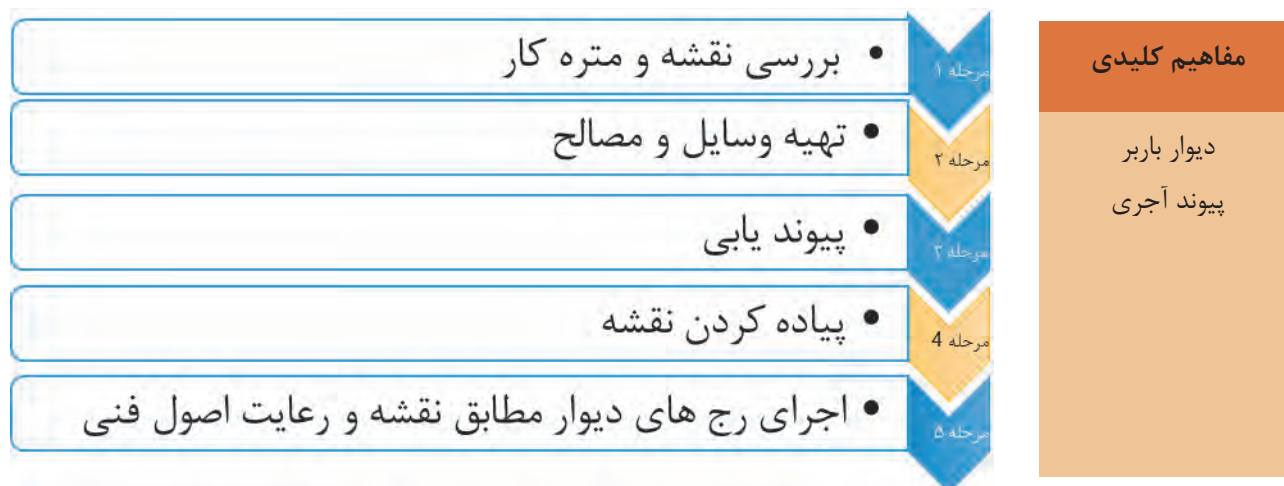 مفاهیم کلیدی
دیوار باربر
پیوند آجری
مرحله ۱
• بررسی نقشه و متره کار
مرحله ۲
• تهیه وسایل و مصالح
مرحله ۳
• پیوند یابی
مرحله 4
• پیاده کردن نقشه
مرحله ۵
• اجرای رج های دیوار مطابق نقشه و رعایت اصول فنی